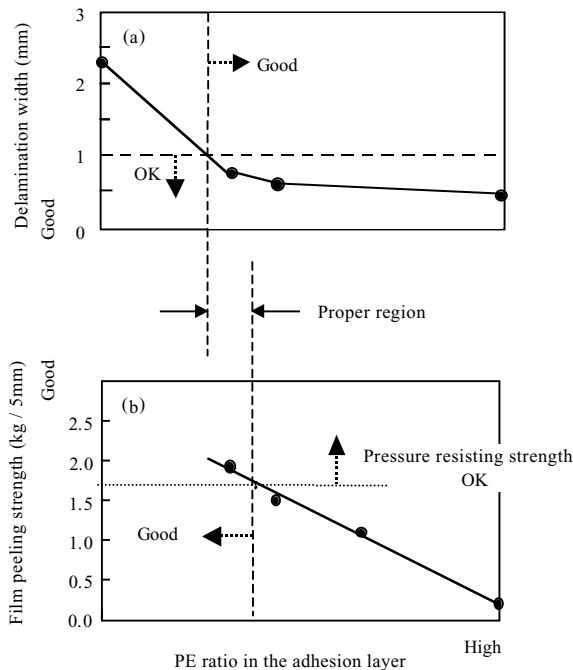 3
(a)
Good
2
1
OK
0
Delamination width (mm)
Good
Proper region
(b)
2.5
2.0
1.5
1.0
0.5
0.0
Pressure resisting strength
OK
Good
Film peeling strength (kg / 5mm)
Good
High
PE ratio in the adhesion layer